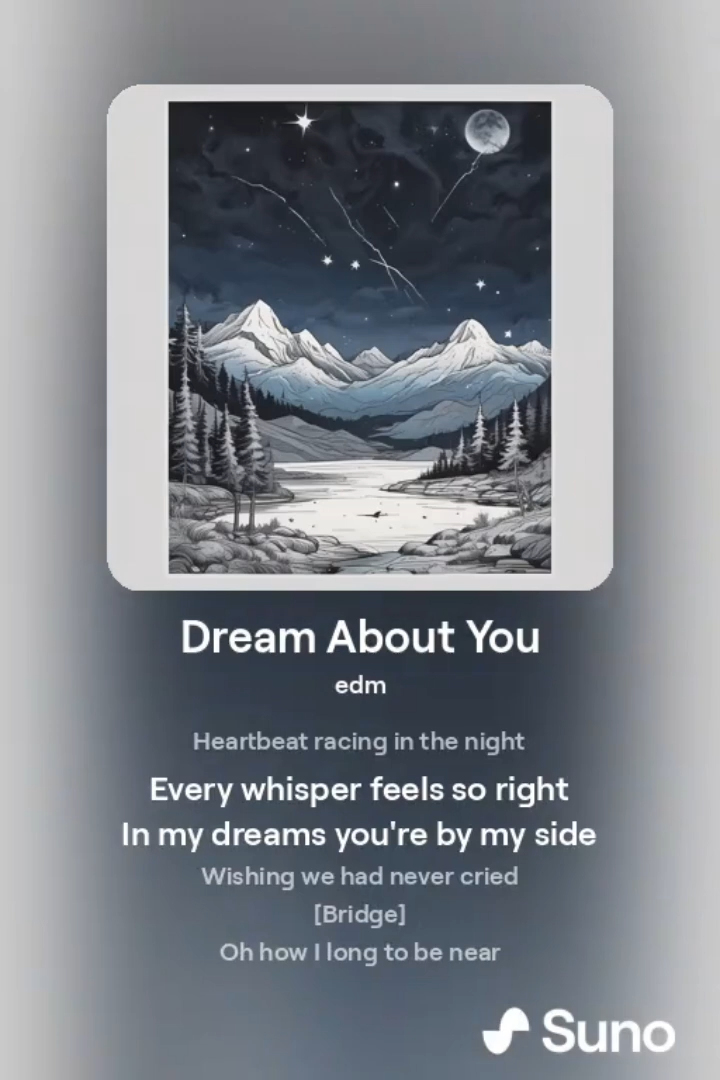 Dream About You
edm
Heartbeat racing in the night
Every whisper feels so right
In my dreams you're by my side
Wishing we had never cried
[Bridge]
Oh how I long to be near
Suno